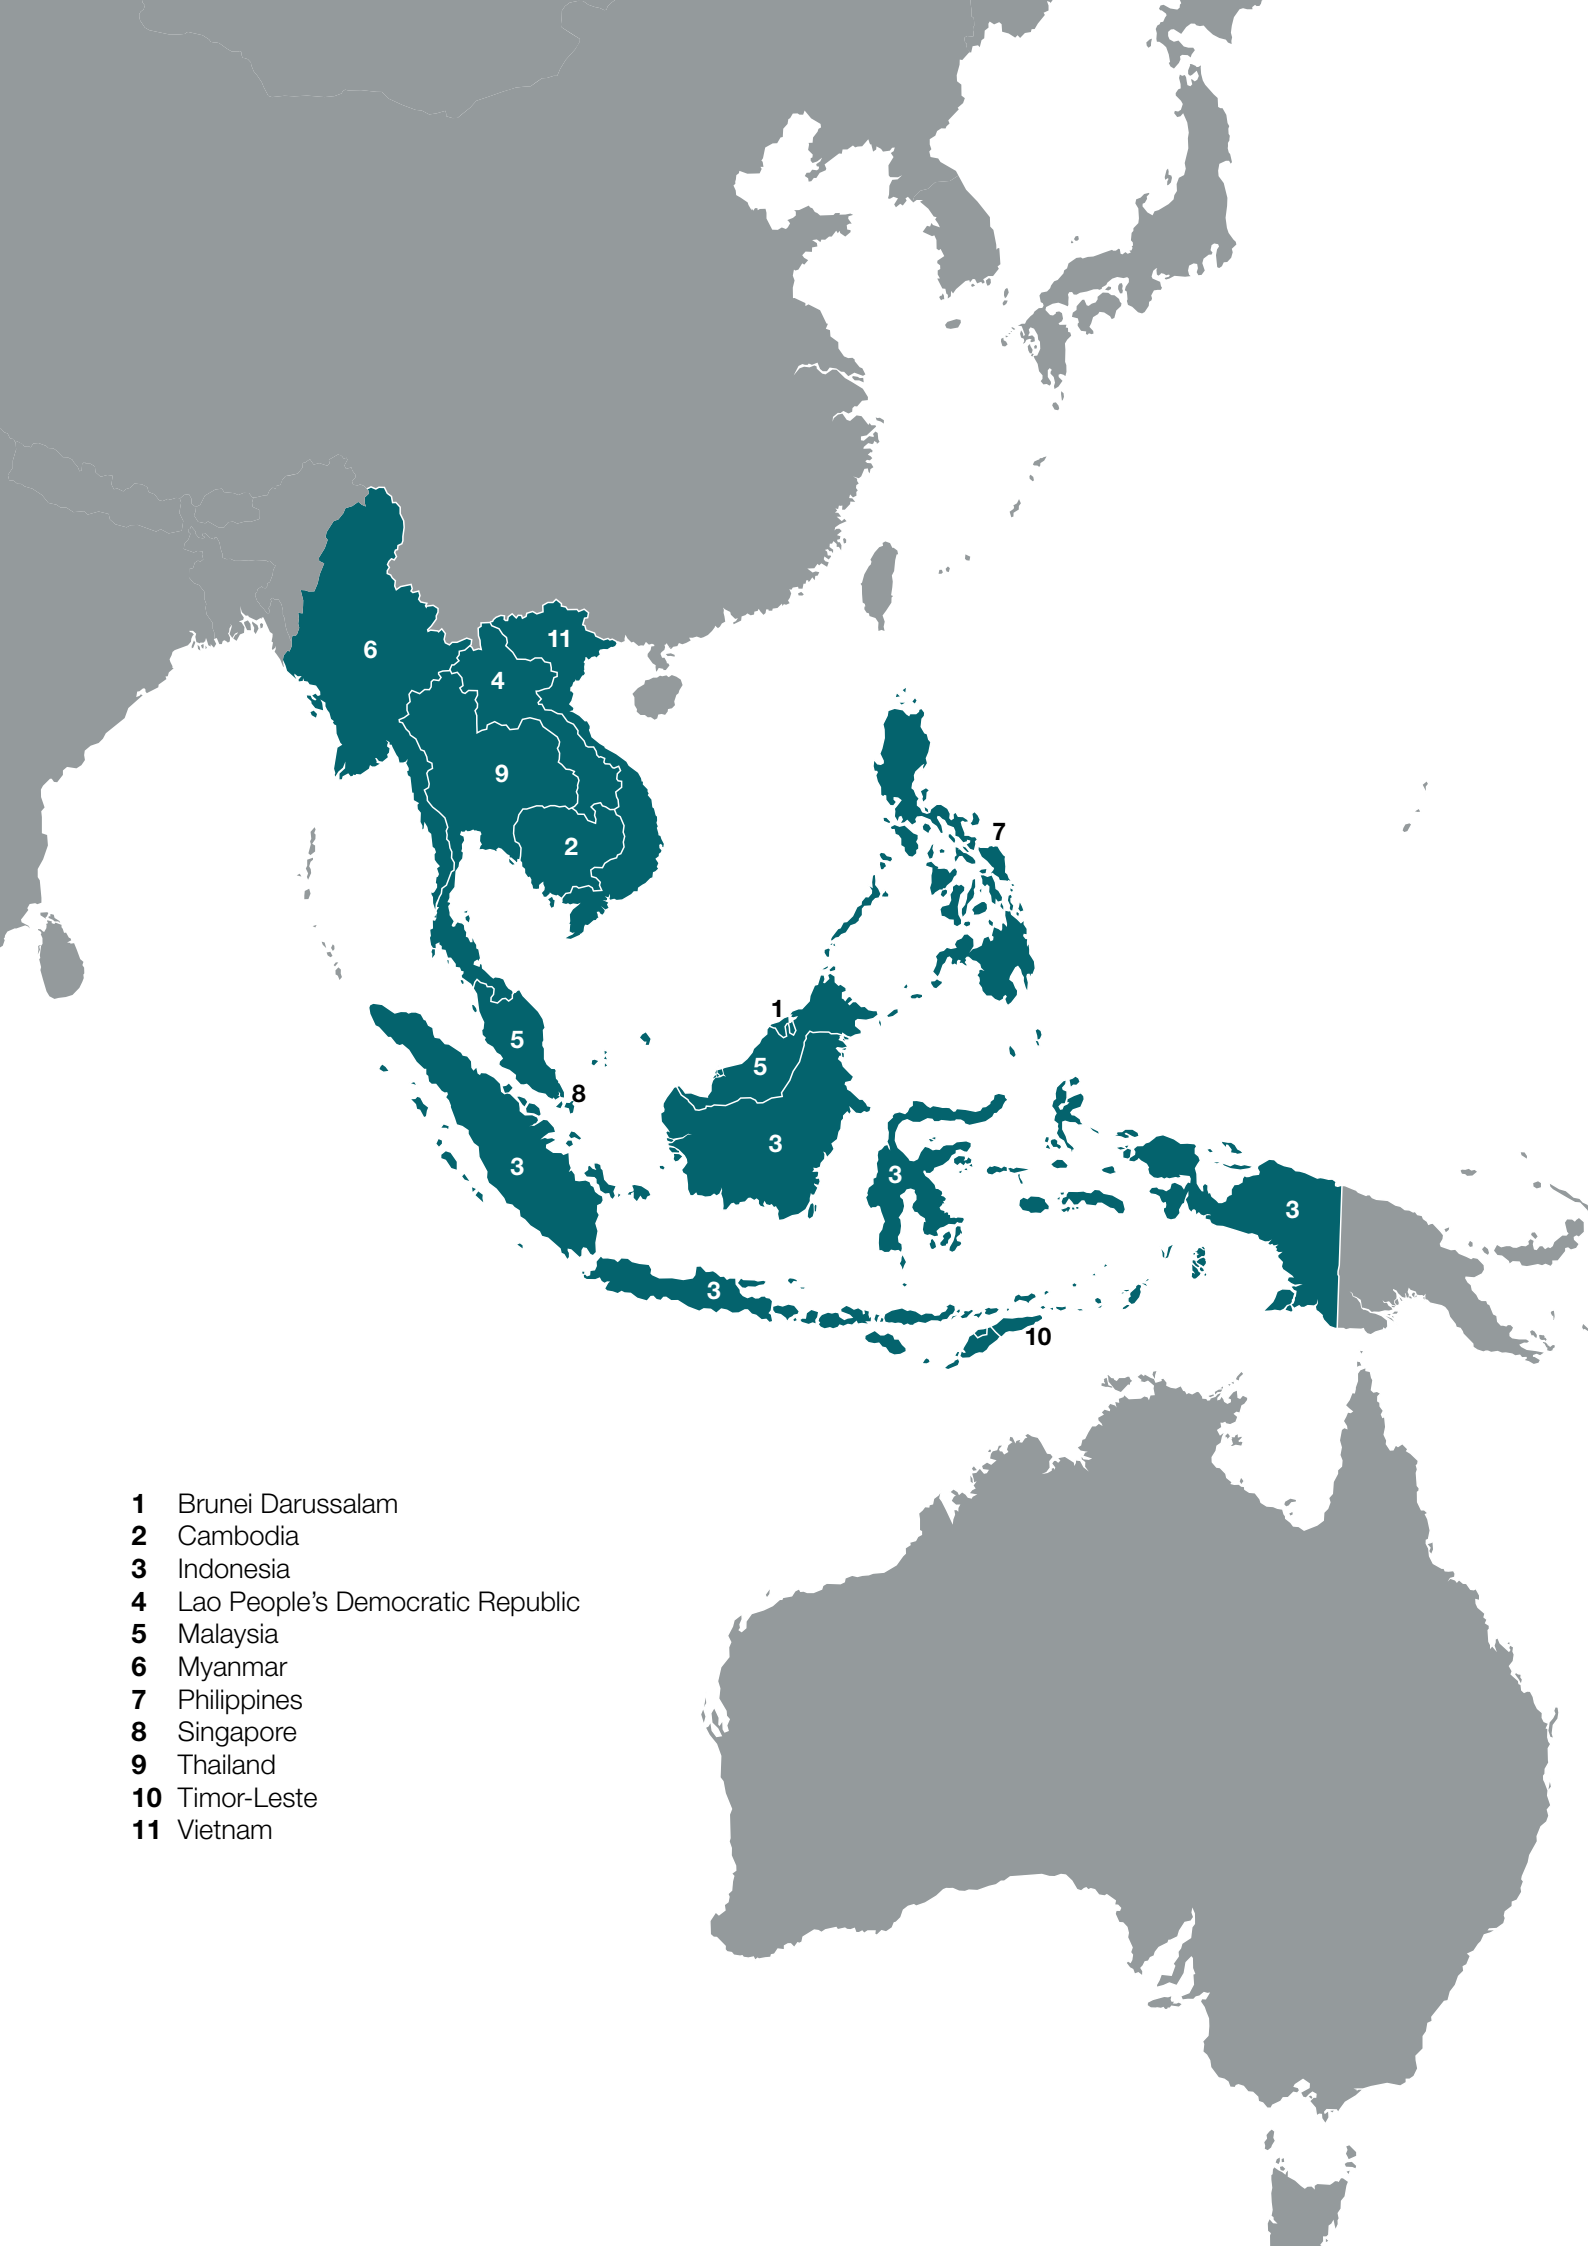 6
11
4
9
2
7
1
5
5
8
3
3
3
3
3
10
1 Brunei Darussalam
2 Cambodia
3 Indonesia
4 Lao People’s Democratic Republic
5 Malaysia
6 Myanmar
7 Philippines
8 Singapore
9 Thailand
10 Timor-Leste
11 Vietnam